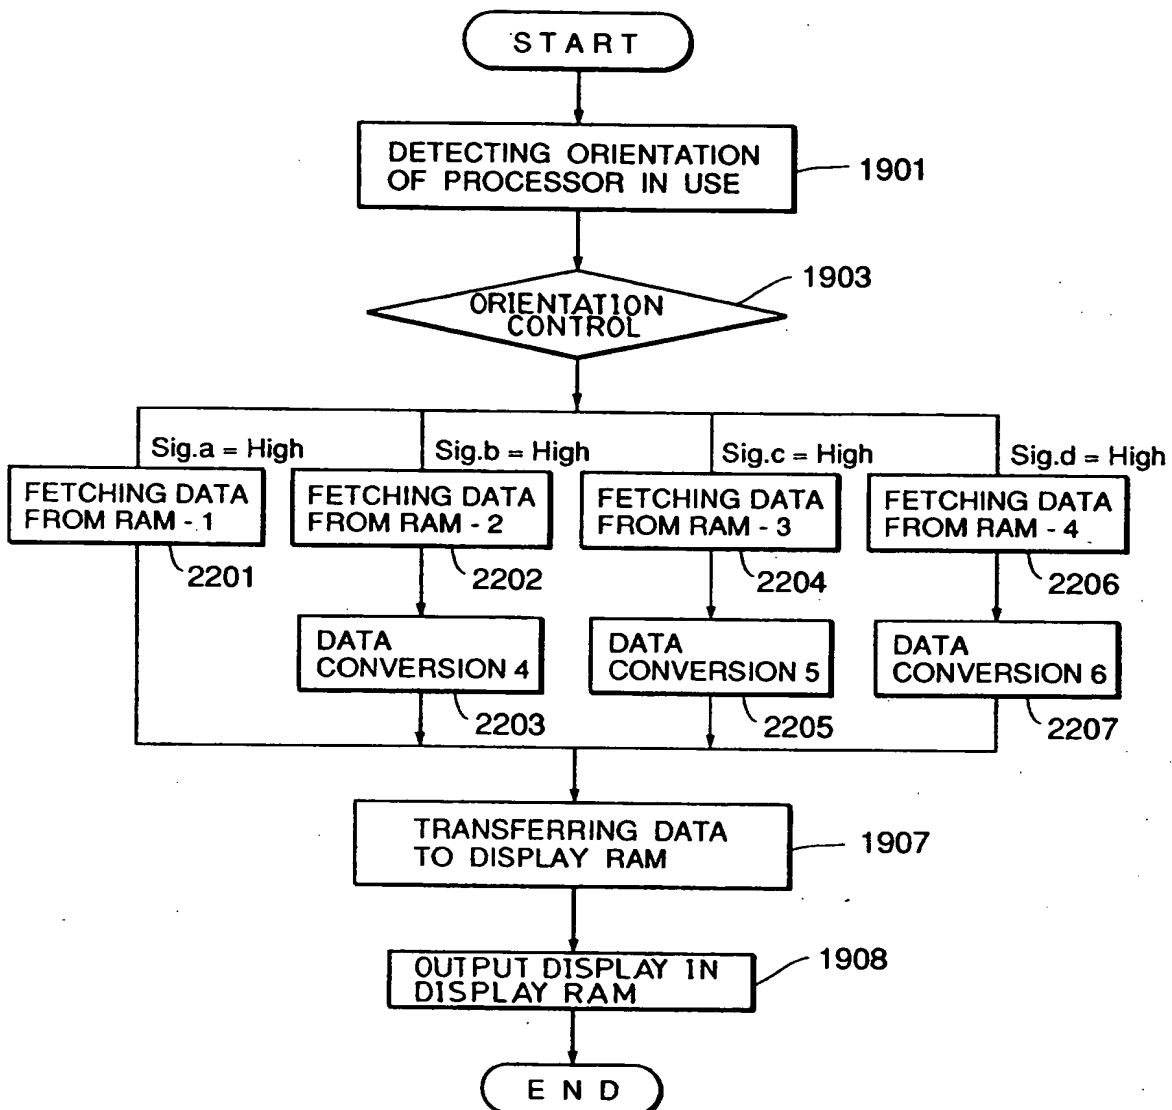 START
DETECTING ORIENTATION
OF PROCESSOR IN USE
1901
1903
ORIENTATION
CONTROL
Sig.a = High
Sig.b = High
Sig.c = High
Sig.d = High
FETCHING DATA
FROM RAM - 1
2201
FETCHING DATA
FROM RAM - 2
2202
FETCHING DATA
FROM RAM - 3
2204
FETCHING DATA
FROM RAM - 4
2206
DATA
CONVERSION 4
2203
DATA
CONVERSION 5
2205
DATA
CONVERSION 6
2207
TRANSFERRING DATA
TO DISPLAY RAM
1907
OUTPUT DISPLAY IN
DISPLAY RAM
1908
END